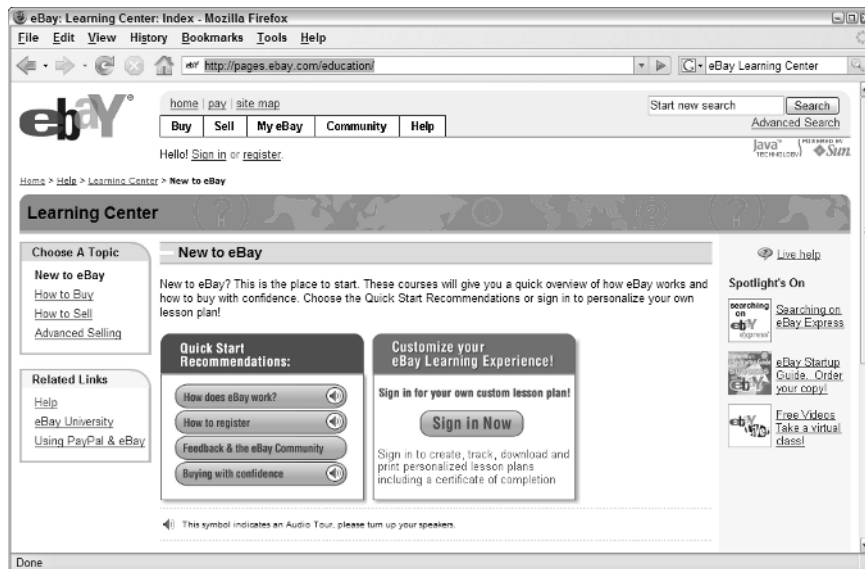 eBay: Learning Center: Index - Mozilla Firefox
File Edit View History Bookmarks Tools Help
http://pages.ebay.com/education/
eBay Learning Center
ebY
home | pay | site map
Start new search Search
Buy Sell My eBay Community Help
Advanced Search
Hello! Sign in or register.
Java TECHNOLOGY POWERED BY Sun
Home > Help > Learning Center > New to eBay
Learning Center
Choose A Topic
New to eBay
How to Buy
How to Sell
Advanced Selling
Related Links
Help
eBay University
Using PayPal & eBay
New to eBay
New to eBay? This is the place to start. These courses will give you a quick overview of how eBay works and
how to buy with confidence. Choose the Quick Start Recommendations or sign in to personalize your own
lesson plan!
Quick Start
Recommendations:
How does eBay work?
How to register
Feedback & the eBay Community
Buying with confidence
Customize your
eBay Learning Experience!
Sign in for your own custom lesson plan!
Sign in Now
Sign in to create, track, download and
print personalized lesson plans
including a certificate of completion
This symbol indicates an Audio Tour, please turn up your speakers.
Live help
Spotlight's On
searching
on
ebY
express
Searching on
eBay Express
eBay Startup
Guide. Order
your copy!
Free Videos
Take a virtual
class!
Done